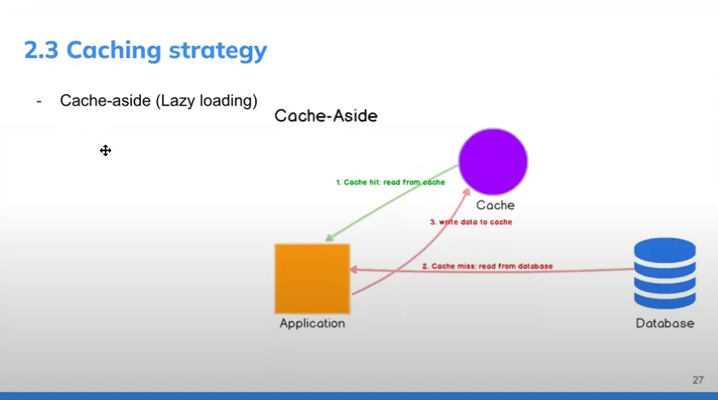 2.3 Caching strategy
- Cache-aside (Lazy loading)
Cache-Aside
1. Cache hit: read from cache
Cache
3. write data to cache
2. Cache miss: read from database
Application
Database
27